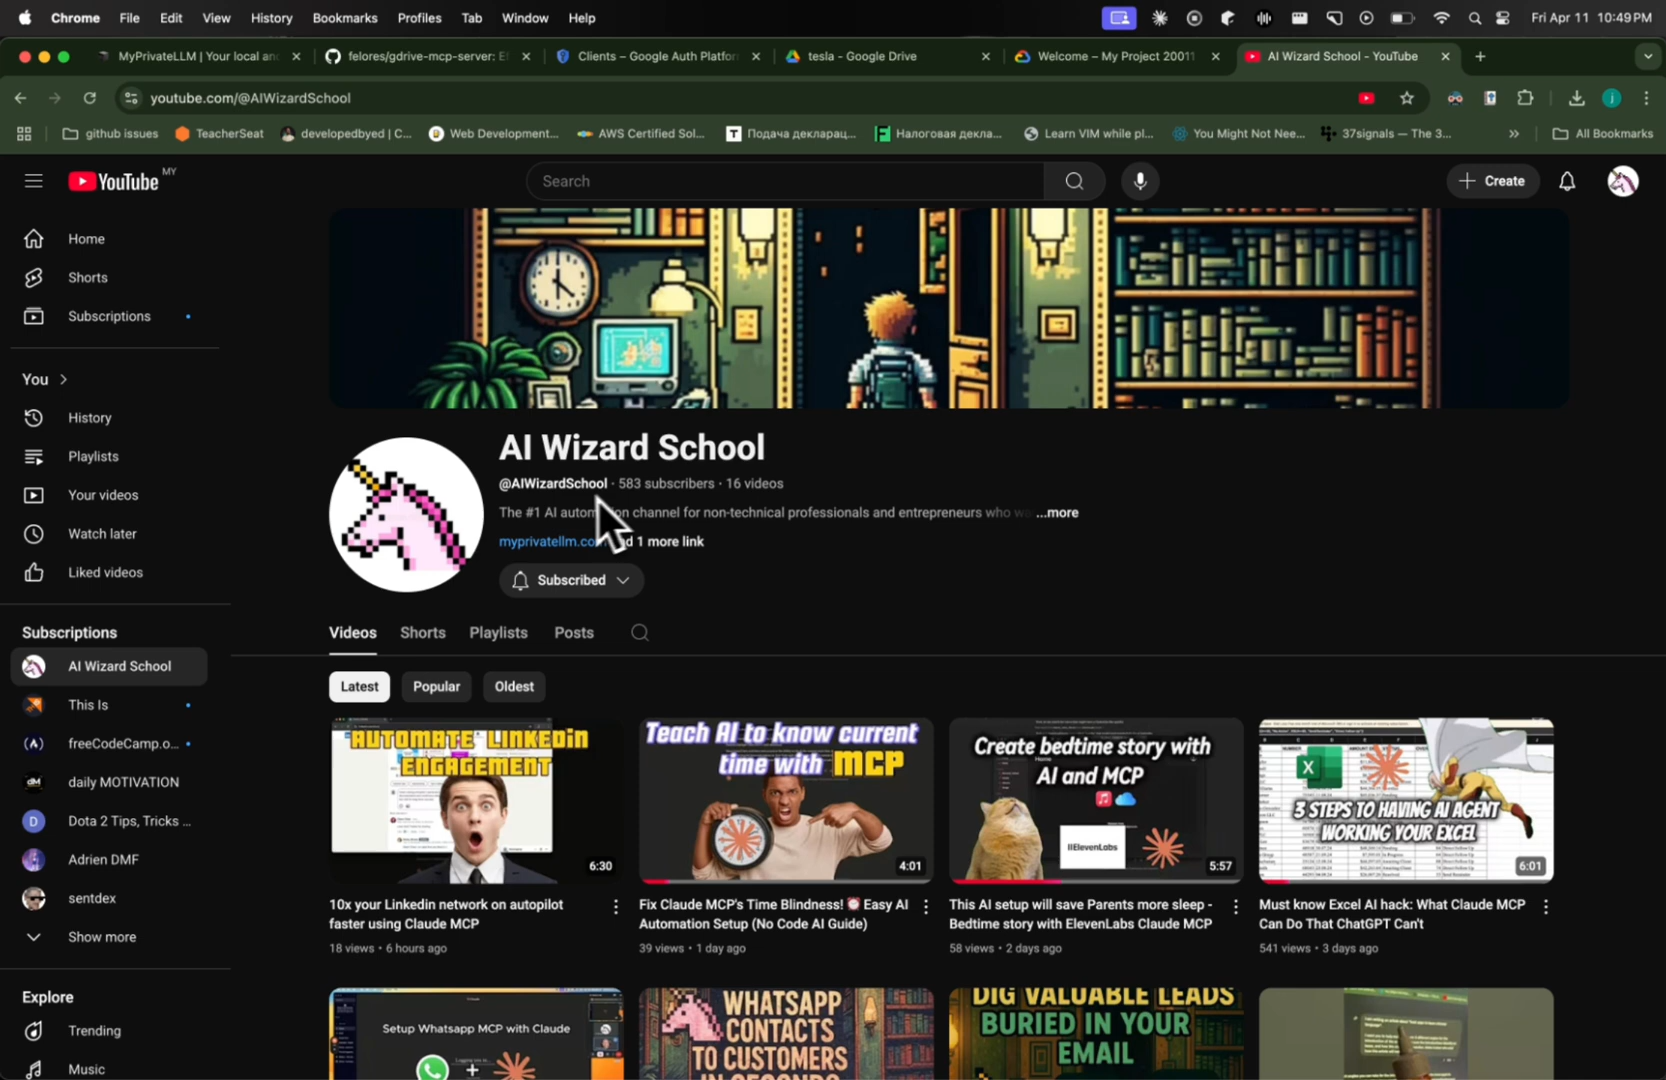 Chrome File Edit View History Bookmarks Profiles Tab Window Help Fri Apr 11 10:49 PM
MyPrivateLLM | Your local and felores/gdrive-mcp-server: Ef Clients – Google Auth Platfor tesla - Google Drive Welcome – My Project 20011 AI Wizard School - YouTube
youtube.com/@AIWizardSchool
github issues TeacherSeat developedbyed | C... Web Development... AWS Certified Sol... Подача декларац... Налоговая декла... Learn VIM while pl... You Might Not Nee... 37signals — The 3... All Bookmarks
YouTube MY
Search
Create
Home
Shorts
Subscriptions
You
History
Playlists
Your videos
Watch later
Liked videos
Subscriptions
AI Wizard School
This Is
freeCodeCamp.o...
daily MOTIVATION
Dota 2 Tips, Tricks ...
Adrien DMF
sentdex
Show more
Explore
Trending
Music
AI Wizard School
@AIWizardSchool · 583 subscribers · 16 videos
The #1 AI automation channel for non-technical professionals and entrepreneurs who ...more
myprivatellm.co and 1 more link
Subscribed
Videos Shorts Playlists Posts
Latest Popular Oldest
AUTOMATE LINKEDIN
ENGAGEMENT
6:30
10x your Linkedin network on autopilot
faster using Claude MCP
18 views • 6 hours ago
Teach AI to know current
time with MCP
4:01
Fix Claude MCP's Time Blindness! ⏰ Easy AI
Automation Setup (No Code AI Guide)
39 views • 1 day ago
Create bedtime story with
AI and MCP
IIElevenLabs
5:57
This AI setup will save Parents more sleep -
Bedtime story with ElevenLabs Claude MCP
58 views • 2 days ago
3 STEPS TO HAVING AI AGENT
WORKING YOUR EXCEL
6:01
Must know Excel AI hack: What Claude MCP
Can Do That ChatGPT Can't
541 views • 3 days ago
Setup Whatsapp MCP with Claude
WHATSAPP
CONTACTS
TO CUSTOMERS
IN SECONDS
DIG VALUABLE LEADS
BURIED IN YOUR
EMAIL